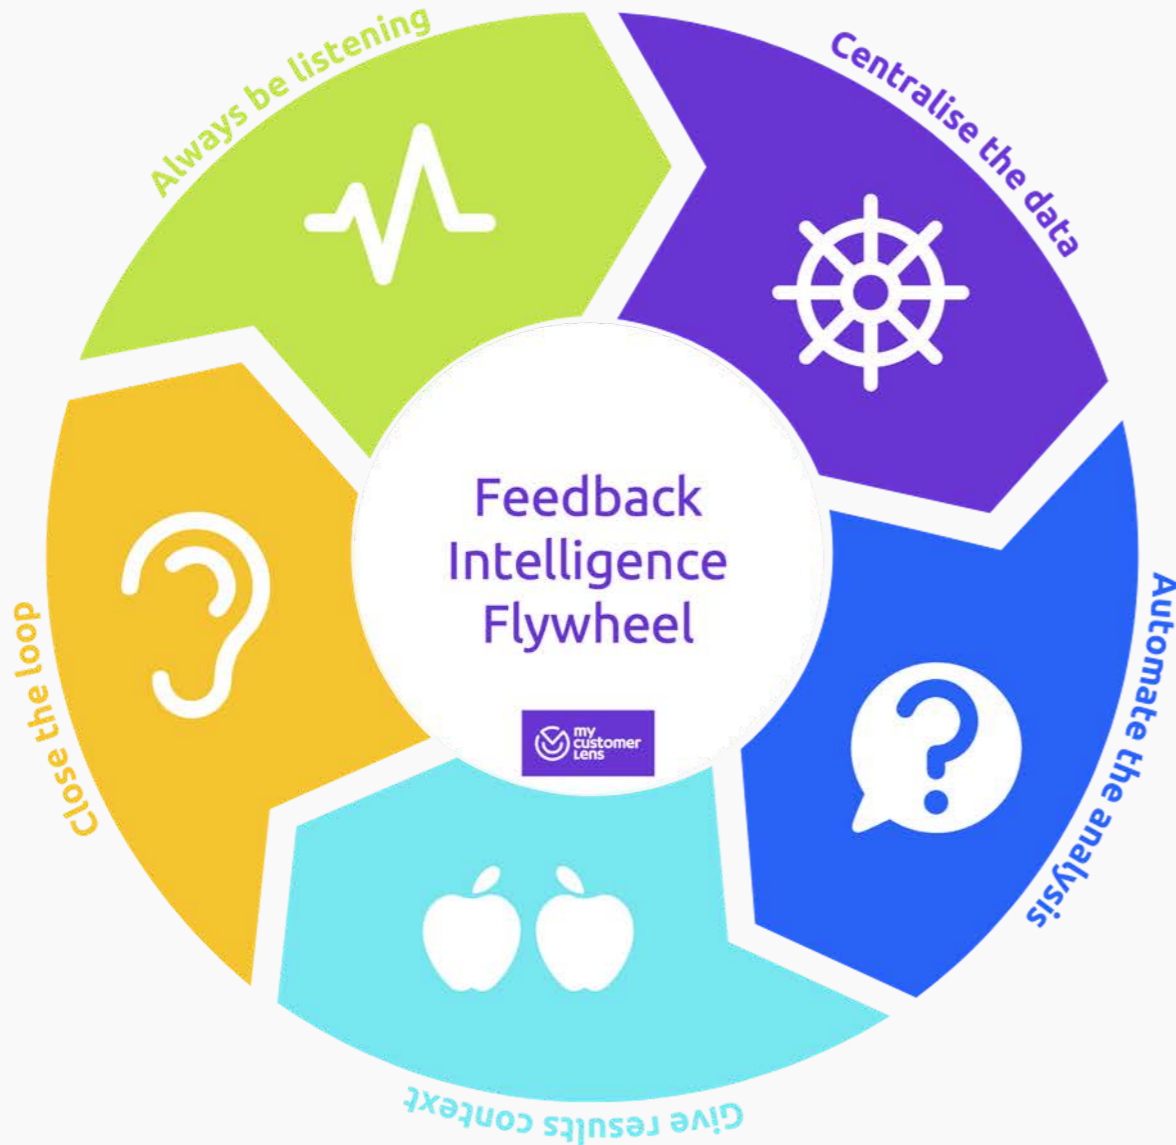 Always be listening
Centralise the data
Automate the analysis
Give results context
Close the loop
Feedback
Intelligence
Flywheel
my
customer
Lens